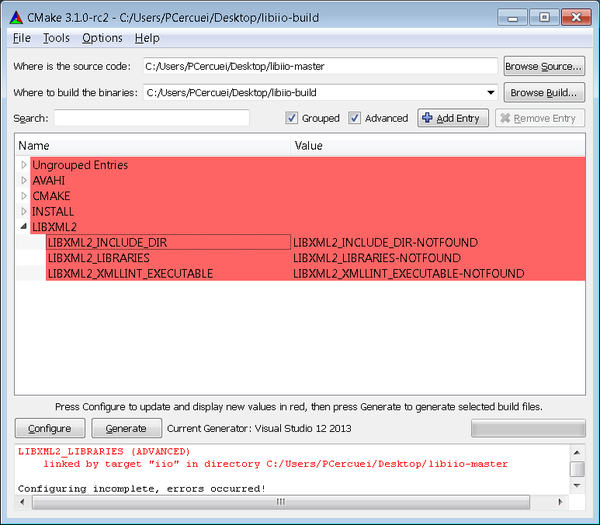 CMake 3.1.0-rc2 - C:/Users/PCercuei/Desktop/libiio-build
File Tools Options Help
Where is the source code: C:/Users/PCercuei/Desktop/libiio-master Browse Source...
Where to build the binaries: C:/Users/PCercuei/Desktop/libiio-build Browse Build...
Search: Grouped Advanced Add Entry Remove Entry
Name Value
Ungrouped Entries
AVAHI
CMAKE
INSTALL
LIBXML2
LIBXML2_INCLUDE_DIR LIBXML2_INCLUDE_DIR-NOTFOUND
LIBXML2_LIBRARIES LIBXML2_LIBRARIES-NOTFOUND
LIBXML2_XMLLINT_EXECUTABLE LIBXML2_XMLLINT_EXECUTABLE-NOTFOUND
Press Configure to update and display new values in red, then press Generate to generate selected build files.
Configure Generate Current Generator: Visual Studio 12 2013
LIBXML2_LIBRARIES (ADVANCED)
linked by target "iio" in directory C:/Users/PCercuei/Desktop/libiio-master
Configuring incomplete, errors occurred!